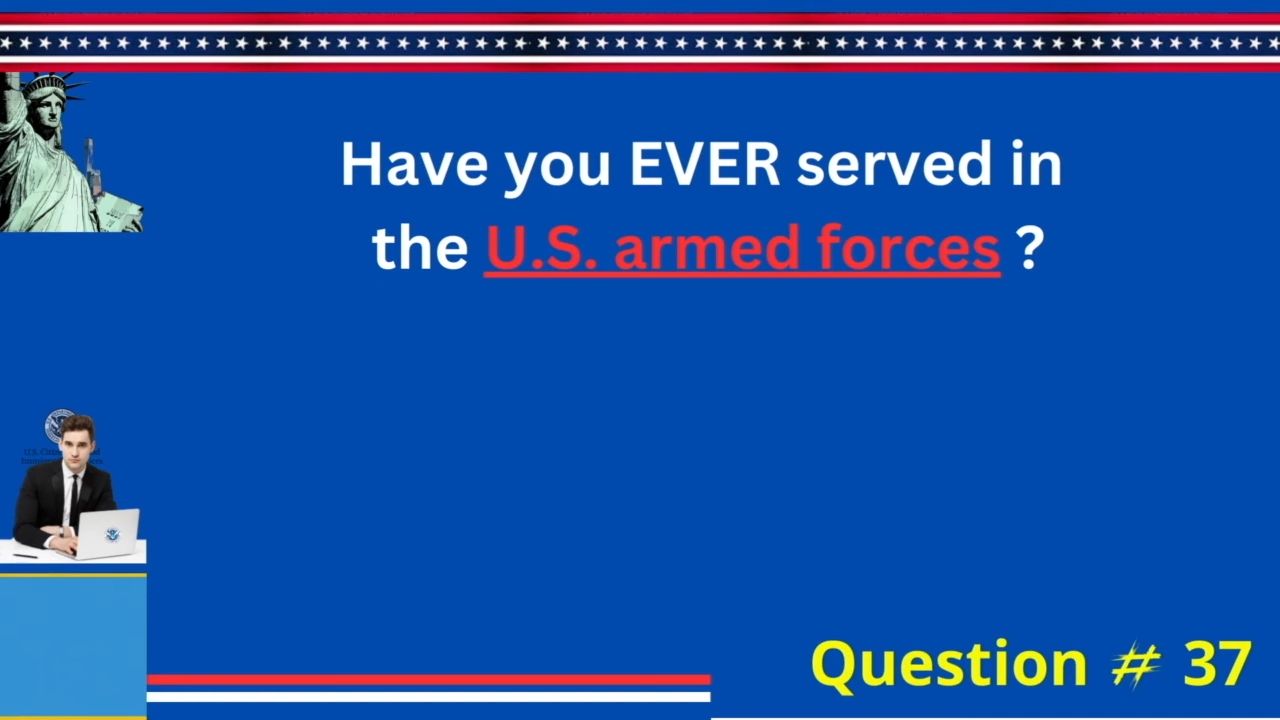 Have you EVER served in
the U.S. armed forces ?
Question # 37